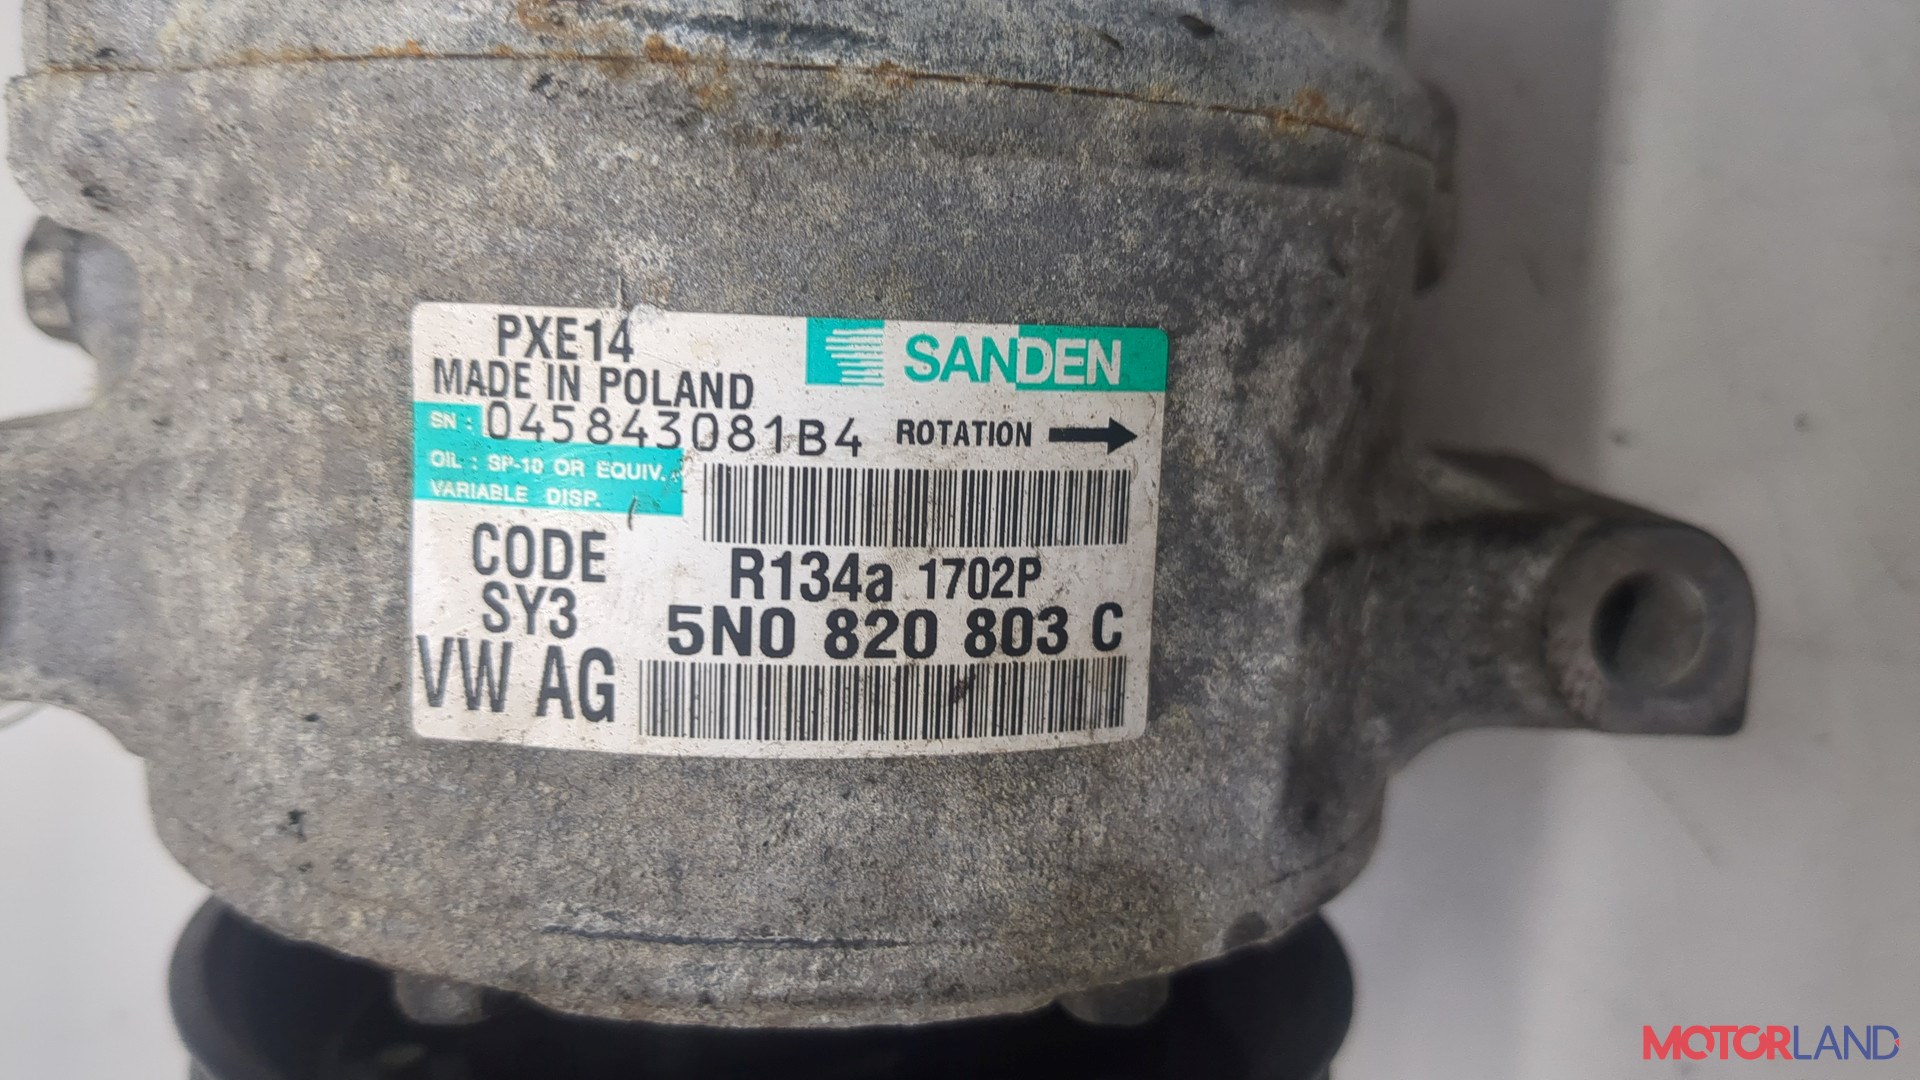 PXE14
SANDEN
MADE IN POLAND
SN : 045843081B4
ROTATION
OIL : SP-10 OR EQUIV.
VARIABLE DISP.
CODE
SY3
VW AG
R134a 1702P
5N0 820 803 C
MOTORLAND